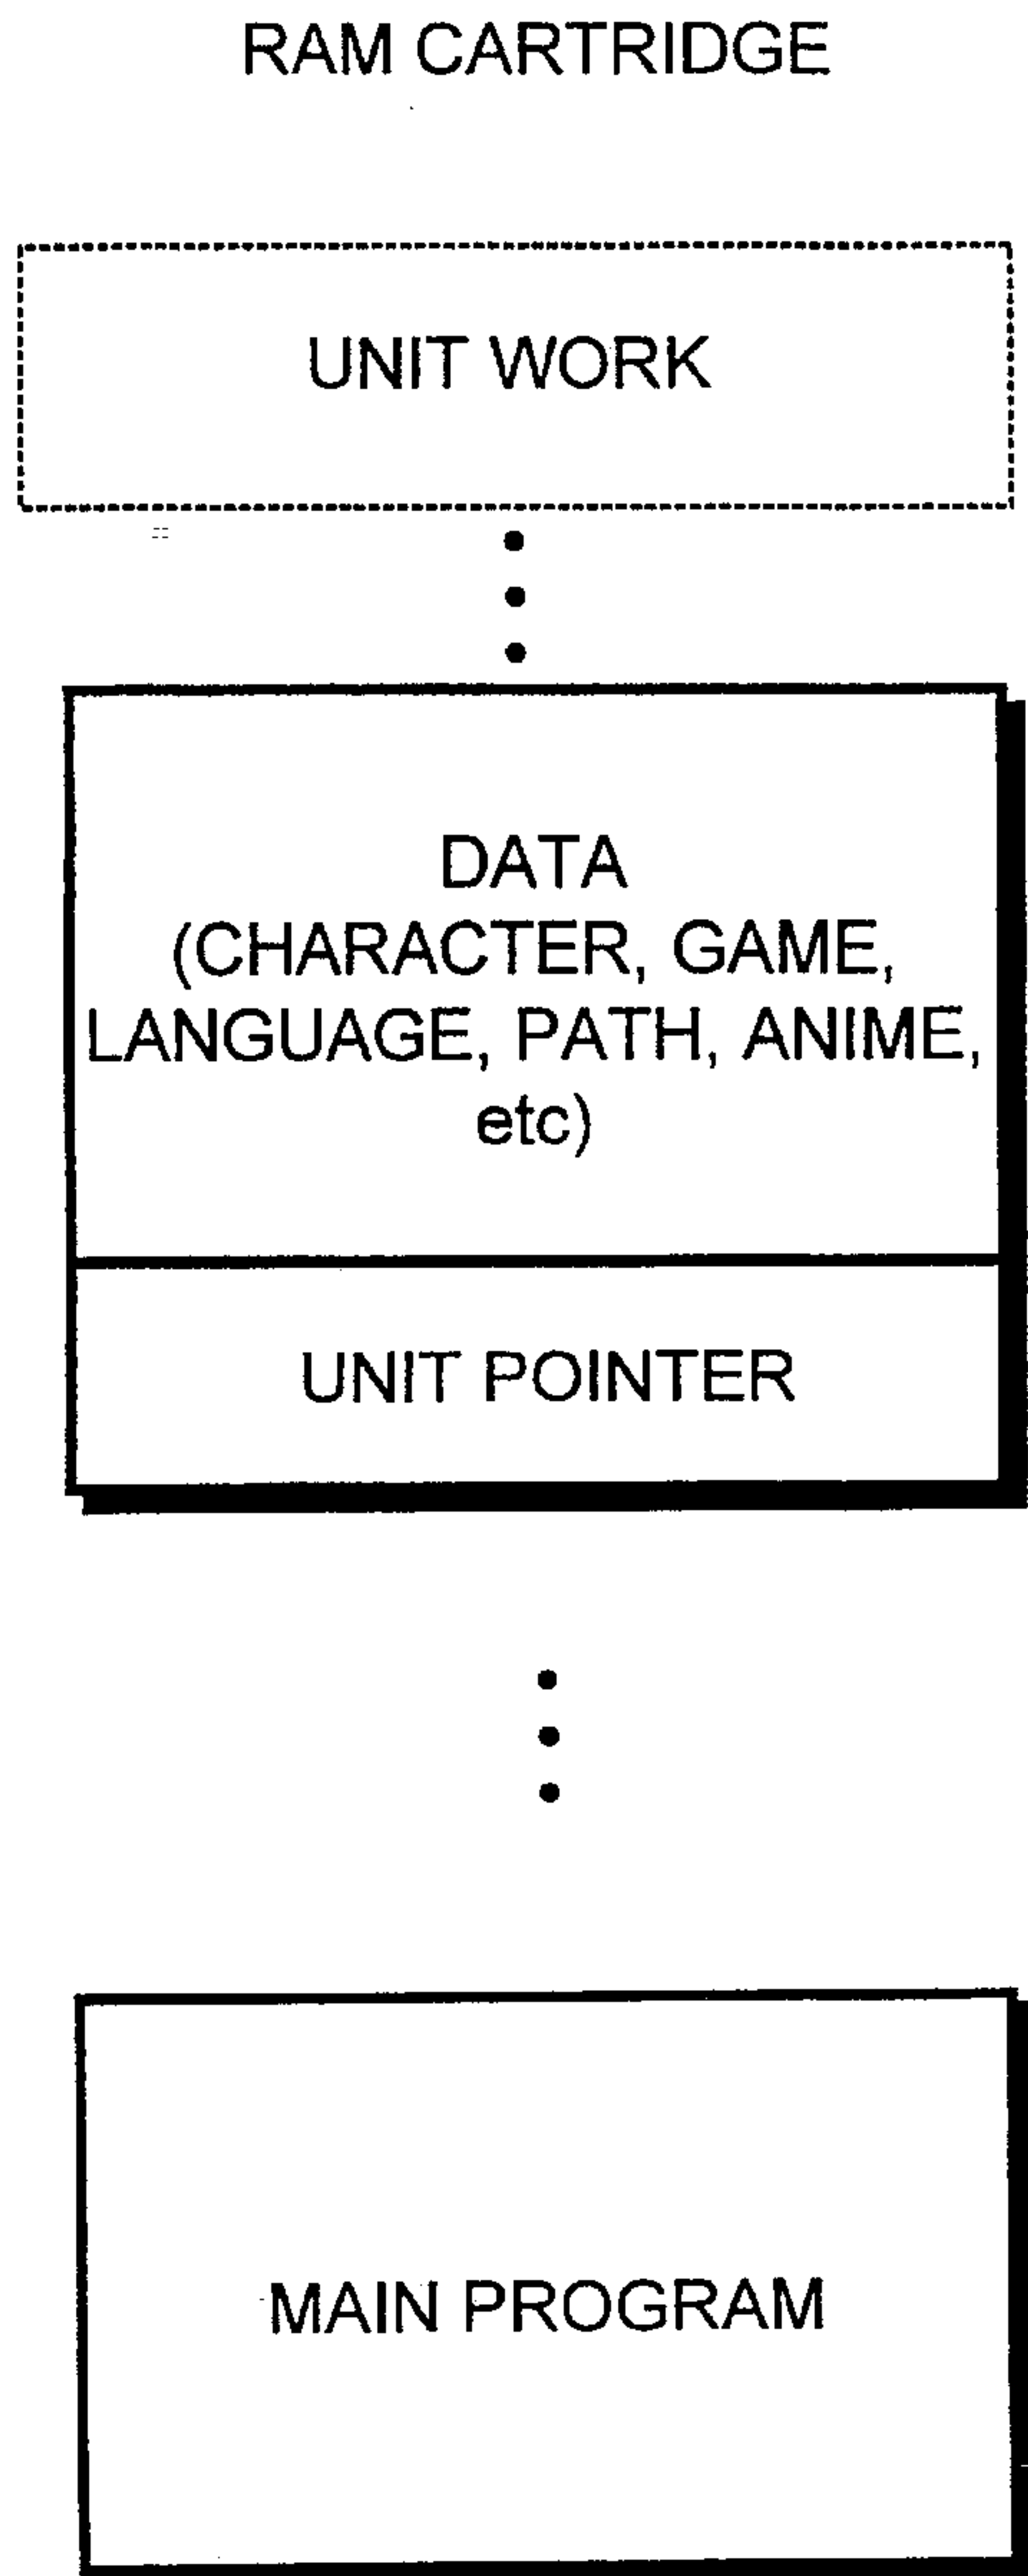 RAM CARTRIDGE
UNIT WORK
DATA
(CHARACTER, GAME,
LANGUAGE, PATH, ANIME,
etc)
UNIT POINTER
MAIN PROGRAM